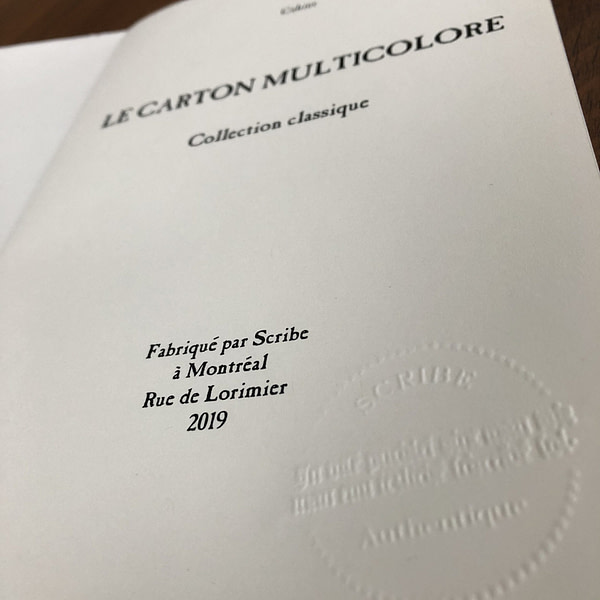 LE CARTON MULTICOLORE
Collection classique
Fabriqué par Scribe
à Montréal
Rue de Lorimier
2019
SCRIBE
Authentique